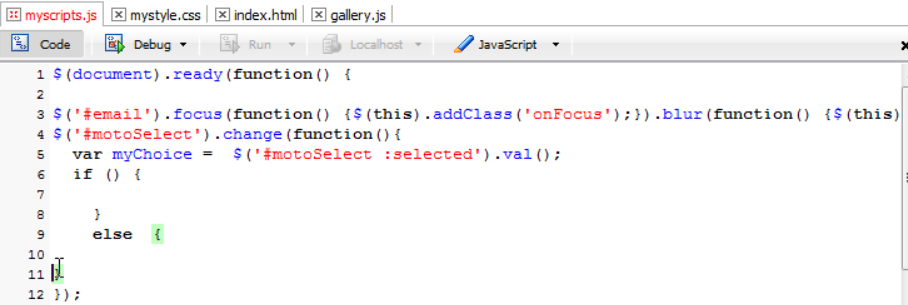 myscripts.js mystyle.css index.html gallery.js
Code Debug Run Localhost JavaScript
1 $(document).ready(function() {
2
3 $('#email').focus(function() {$(this).addClass('onFocus');}).blur(function() {$(this)
4 $('#motoSelect').change(function(){
5 var myChoice = $('#motoSelect :selected').val();
6 if () {
7
8 }
9 else {
10
11 }
12 });